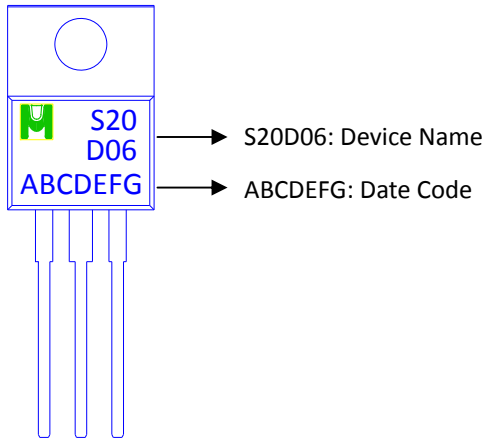 S20
D06
ABCDEFG
S20D06: Device Name
ABCDEFG: Date Code